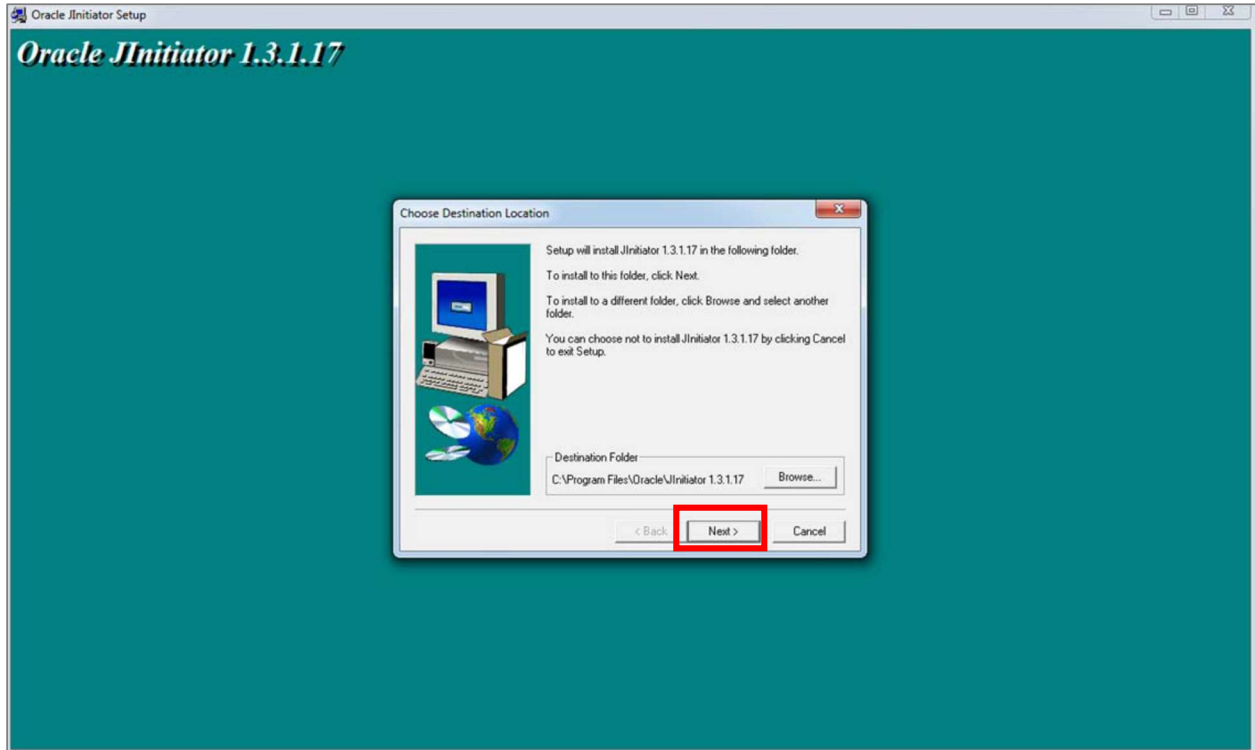 Oracle JInitiator Setup
Oracle JInitiator 1.3.1.17
Choose Destination Location
Setup will install JInitiator 1.3.1.17 in the following folder.
To install to this folder, click Next.
To install to a different folder, click Browse and select another
folder.
You can choose not to install JInitiator 1.3.1.17 by clicking Cancel
to exit Setup.
Destination Folder
C:\Program Files\Oracle\JInitiator 1.3.1.17
Browse...
< Back
Next >
Cancel